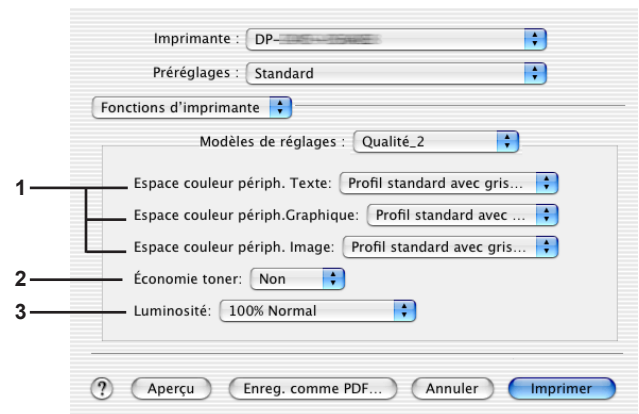 Imprimante : DP-
Préréglages : Standard
Fonctions d'imprimante
Modèles de réglages : Qualité_2
1 Espace couleur périph. Texte: Profil standard avec gris...
Espace couleur périph.Graphique: Profil standard avec ...
Espace couleur périph. Image: Profil standard avec gris...
2 Économie toner: Non
3 Luminosité: 100% Normal
? Aperçu Enreg. comme PDF... Annuler Imprimer